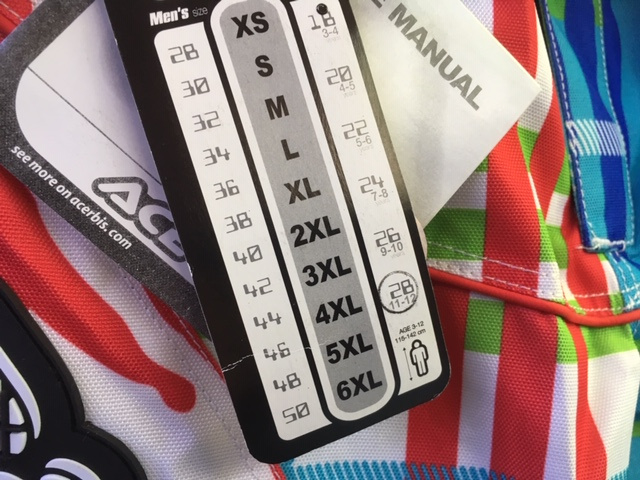 Men's size
28
30
32
34
36
38
40
42
44
46
48
50
XS
S
M
L
XL
2XL
3XL
4XL
5XL
6XL
18
3-4
20
4-5
22
5-6
24
7-8
26
9-10
28
11-12
AGE 3-12
115-142 cm
MANUAL
see more on acerbis.com
ACE